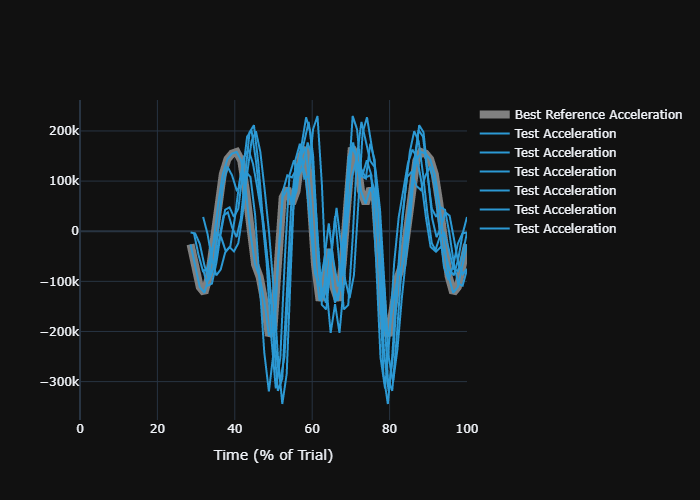 Best Reference Acceleration
Test Acceleration
Test Acceleration
Test Acceleration
Test Acceleration
Test Acceleration
Test Acceleration
200k
100k
0
−100k
−200k
−300k
0 20 40 60 80 100
Time (% of Trial)